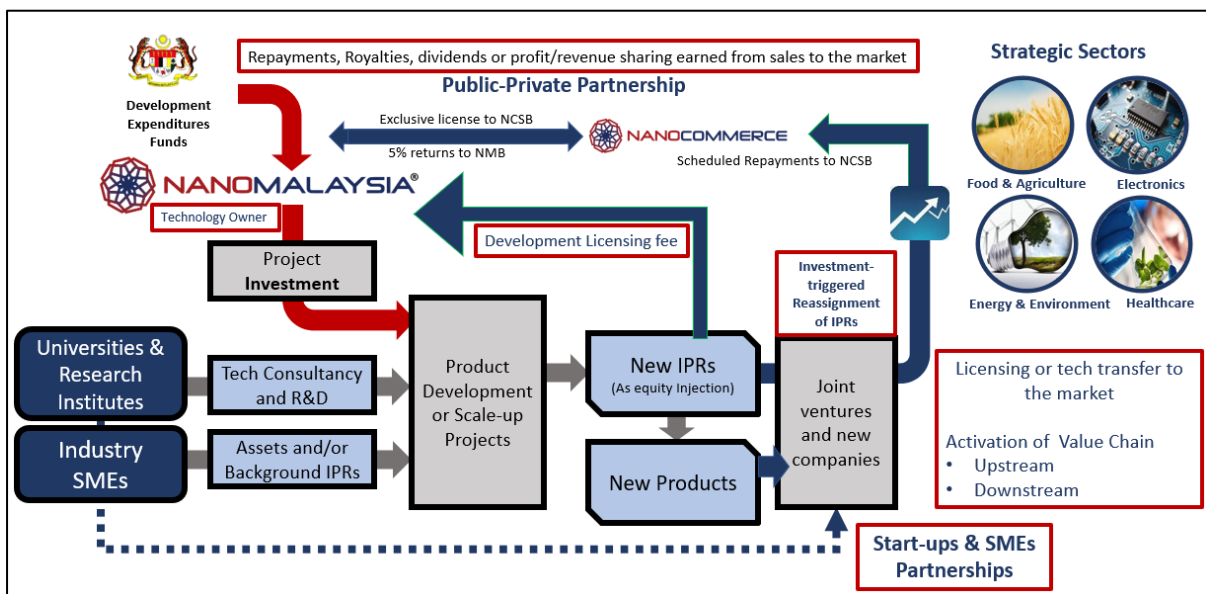 Repayments, Royalties, dividends or profit/revenue sharing earned from sales to the market
Public-Private Partnership
Strategic Sectors
Development
Expenditures
Funds
Exclusive license to NCSB
5% returns to NMB
NANOCOMMERCE
Scheduled Repayments to NCSB
NANOMALAYSIA®
Technology Owner
Development Licensing fee
Food & Agriculture
Electronics
Energy & Environment
Healthcare
Project
Investment
Investment-
triggered
Reassignment
of IPRs
Universities &
Research
Institutes
Tech Consultancy
and R&D
Industry
SMEs
Assets and/or
Background IPRs
Product
Development
or Scale-up
Projects
New IPRs
(As equity Injection)
New Products
Joint
ventures
and new
companies
Licensing or tech transfer to
the market
Activation of Value Chain
• Upstream
• Downstream
Start-ups & SMEs
Partnerships